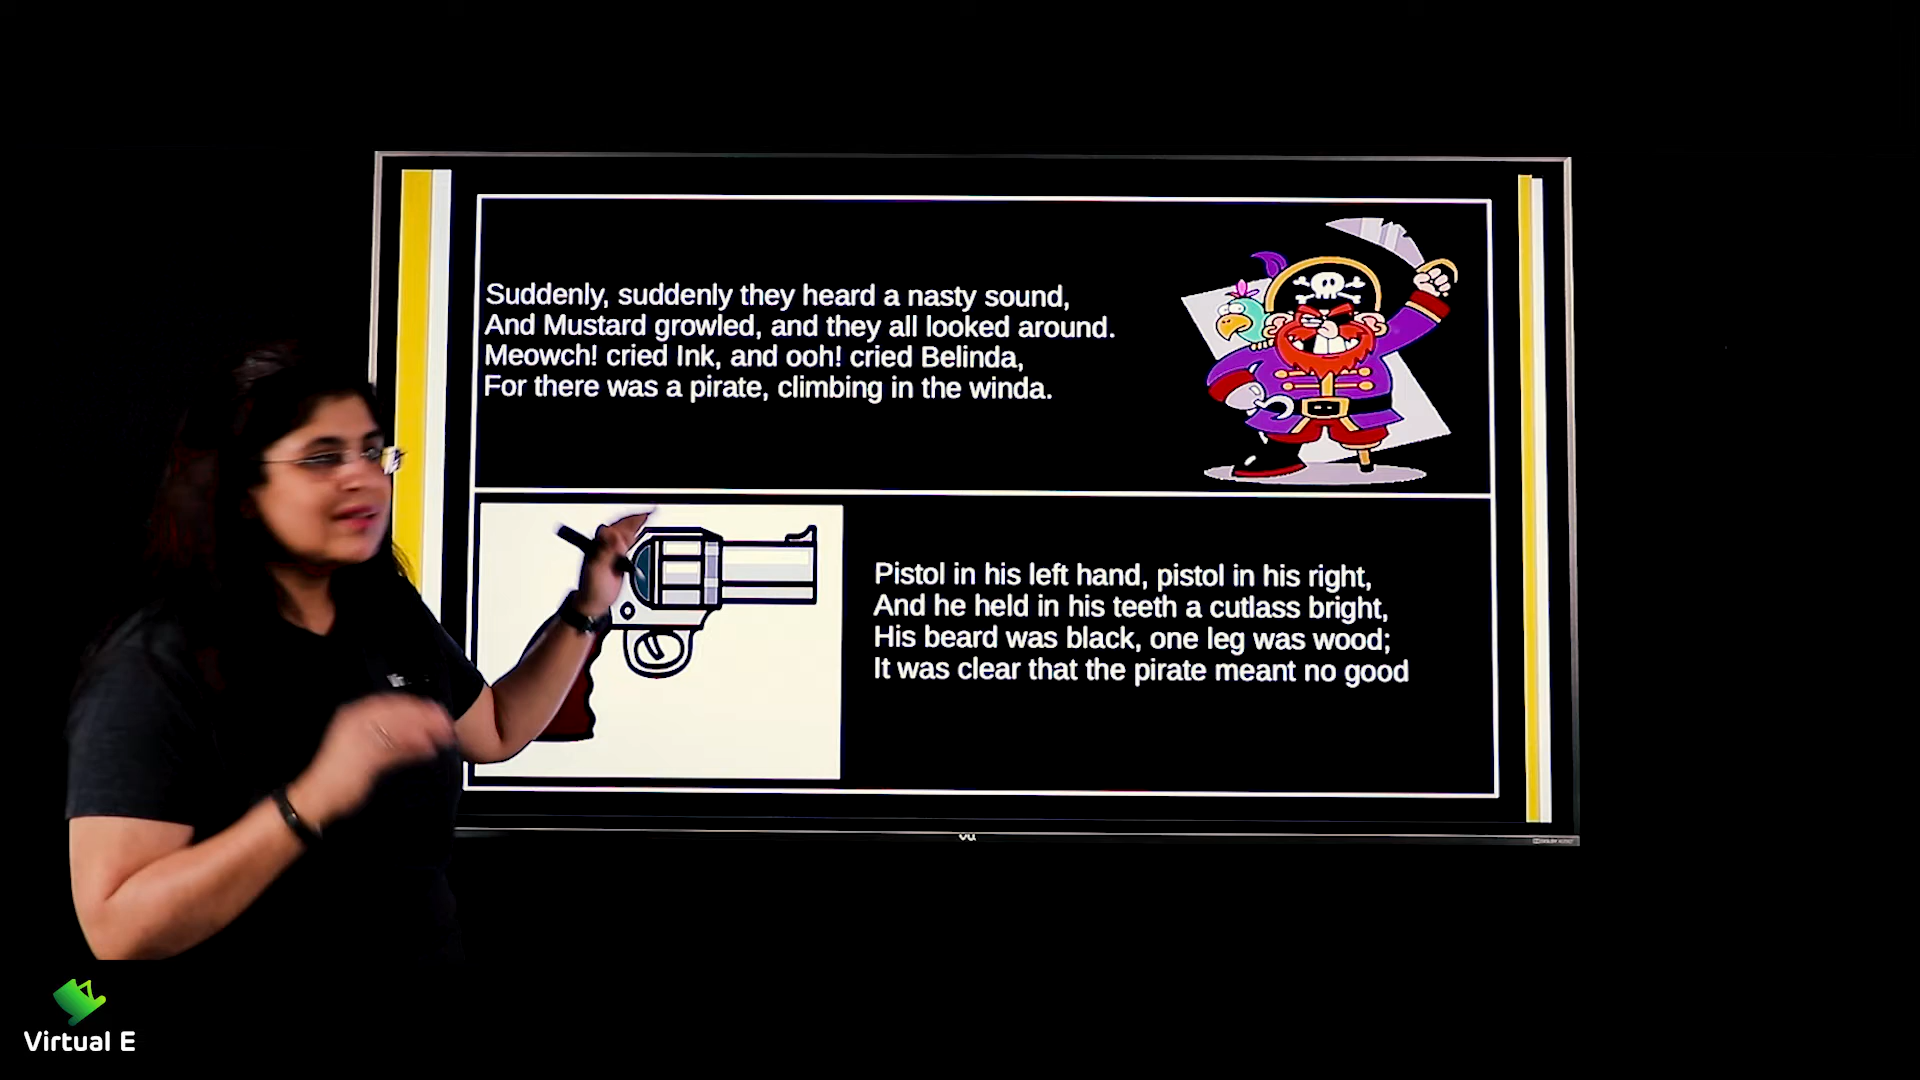 Suddenly, suddenly they heard a nasty sound,
And Mustard growled, and they all looked around.
Meowch! cried Ink, and ooh! cried Belinda,
For there was a pirate, climbing in the winda.
Pistol in his left hand, pistol in his right,
And he held in his teeth a cutlass bright,
His beard was black, one leg was wood;
It was clear that the pirate meant no good
Virtual E